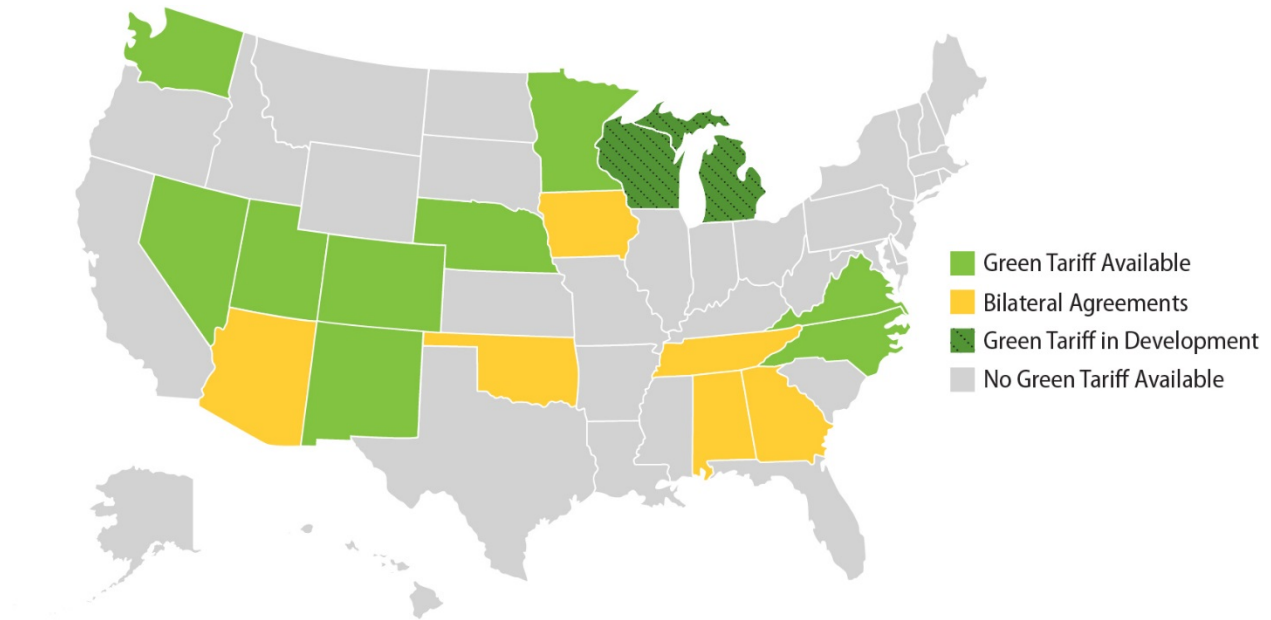 Green Tariff Available
Bilateral Agreements
Green Tariff in Development
No Green Tariff Available